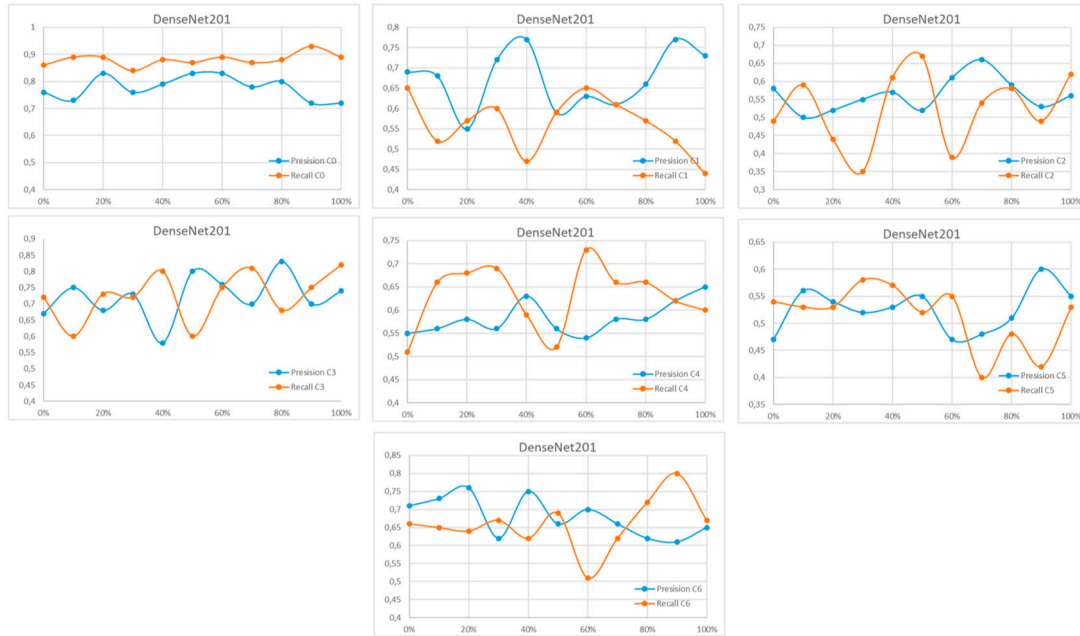 DenseNet201
1
0,9
0,8
0,7
0,6
0,5
0,4
0% 20% 40% 60% 80% 100%
Presision C0
Recall C0
DenseNet201
0,8
0,75
0,7
0,65
0,6
0,55
0,5
0,45
0,4
0% 20% 40% 60% 80% 100%
Presision C1
Recall C1
DenseNet201
0,75
0,7
0,65
0,6
0,55
0,5
0,45
0,4
0,35
0,3
0% 20% 40% 60% 80% 100%
Presision C2
Recall C2
DenseNet201
0,9
0,85
0,8
0,75
0,7
0,65
0,6
0,55
0,5
0,45
0,4
0% 20% 40% 60% 80% 100%
Presision C3
Recall C3
DenseNet201
0,75
0,7
0,65
0,6
0,55
0,5
0,45
0,4
0% 20% 40% 60% 80% 100%
Presision C4
Recall C4
DenseNet201
0,65
0,6
0,55
0,5
0,45
0,4
0,35
0% 20% 40% 60% 80% 100%
Presision C5
Recall C5
DenseNet201
0,85
0,8
0,75
0,7
0,65
0,6
0,55
0,5
0,45
0,4
0% 20% 40% 60% 80% 100%
Presision C6
Recall C6